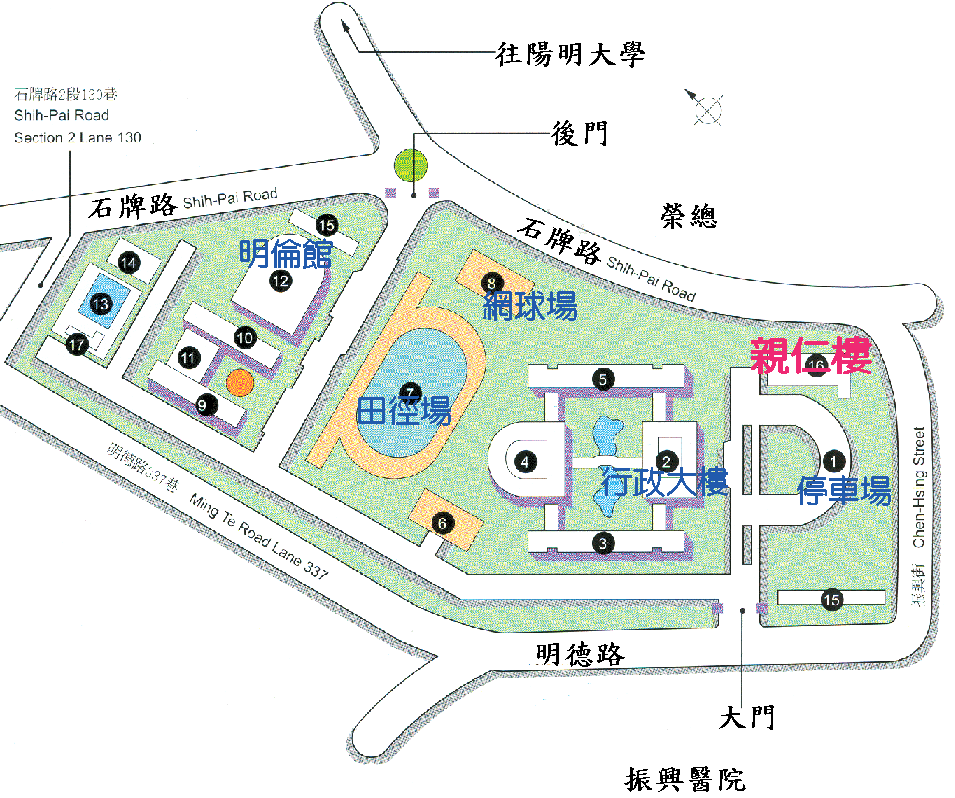 往陽明大學
石牌路2段130巷
Shih-Pai Road
Section 2 Lane 130
後門
石牌路 Shih-Pai Road
榮總
石牌路 Shih-Pai Road
15
明倫館
14
12
8
網球場
13
10
親仁樓
16
17
11
5
9
7
田徑場
4
2
1
行政大樓
停車場
明德路337巷 Ming Te Road Lane 337
6
3
Chen-Hsing Street
15
明德路
大門
振興醫院